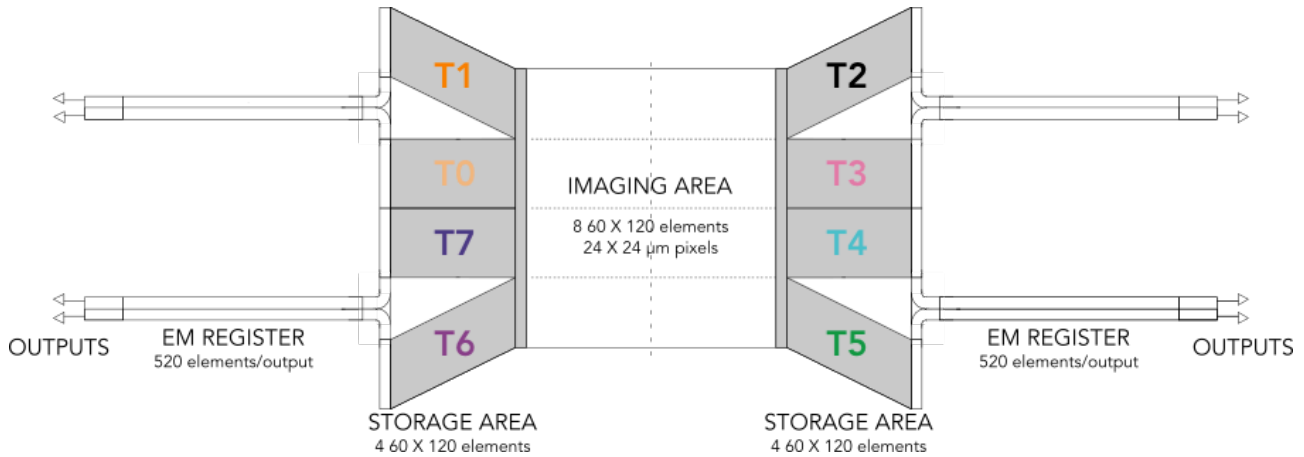 T1
T2
T0
T3
IMAGING AREA
8 60 X 120 elements
24 X 24 µm pixels
T7
T4
OUTPUTS
EM REGISTER
520 elements/output
T6
T5
EM REGISTER
520 elements/output
OUTPUTS
STORAGE AREA
4 60 X 120 elements
STORAGE AREA
4 60 X 120 elements